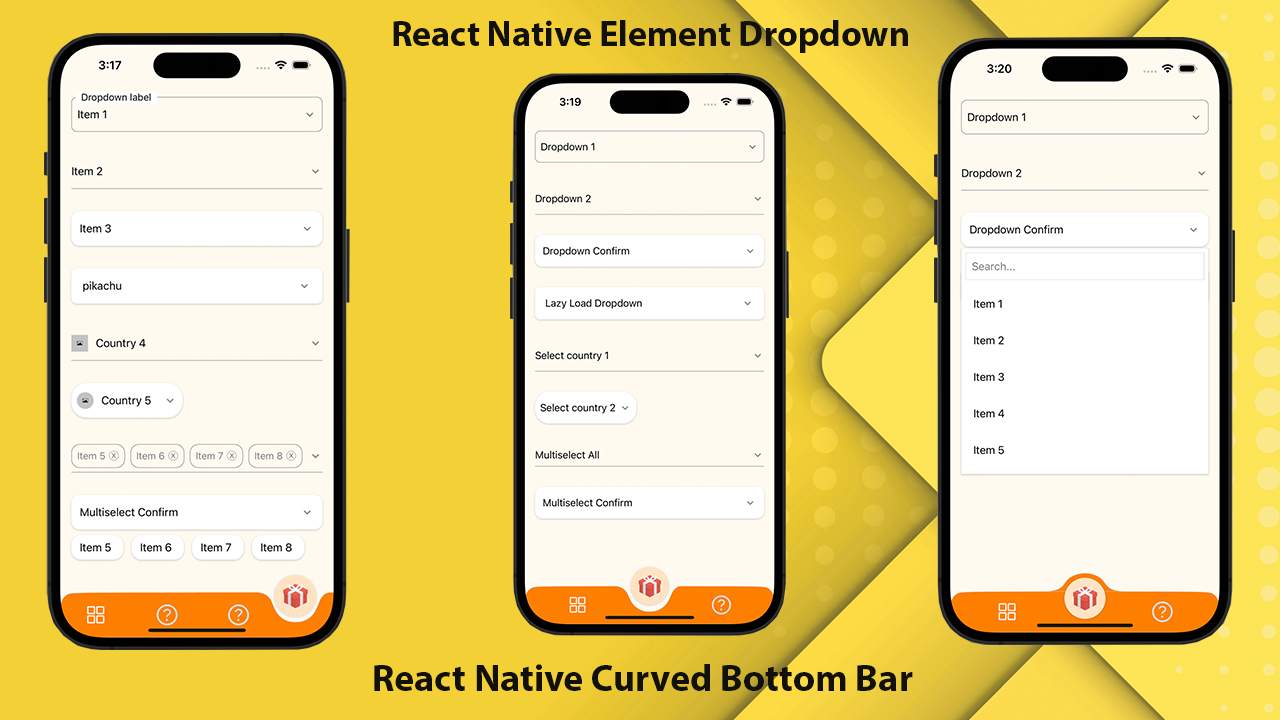 React Native Element Dropdown
3:17
Dropdown label
Item 1
Item 2
Item 3
pikachu
Country 4
Country 5
Item 5 ⓧ Item 6 ⓧ Item 7 ⓧ Item 8 ⓧ
Multiselect Confirm
Item 5 Item 6 Item 7 Item 8
? ?
3:19
Dropdown 1
Dropdown 2
Dropdown Confirm
Lazy Load Dropdown
Select country 1
Select country 2
Multiselect All
Multiselect Confirm
?
3:20
Dropdown 1
Dropdown 2
Dropdown Confirm
Search...
Item 1
Item 2
Item 3
Item 4
Item 5
?
React Native Curved Bottom Bar